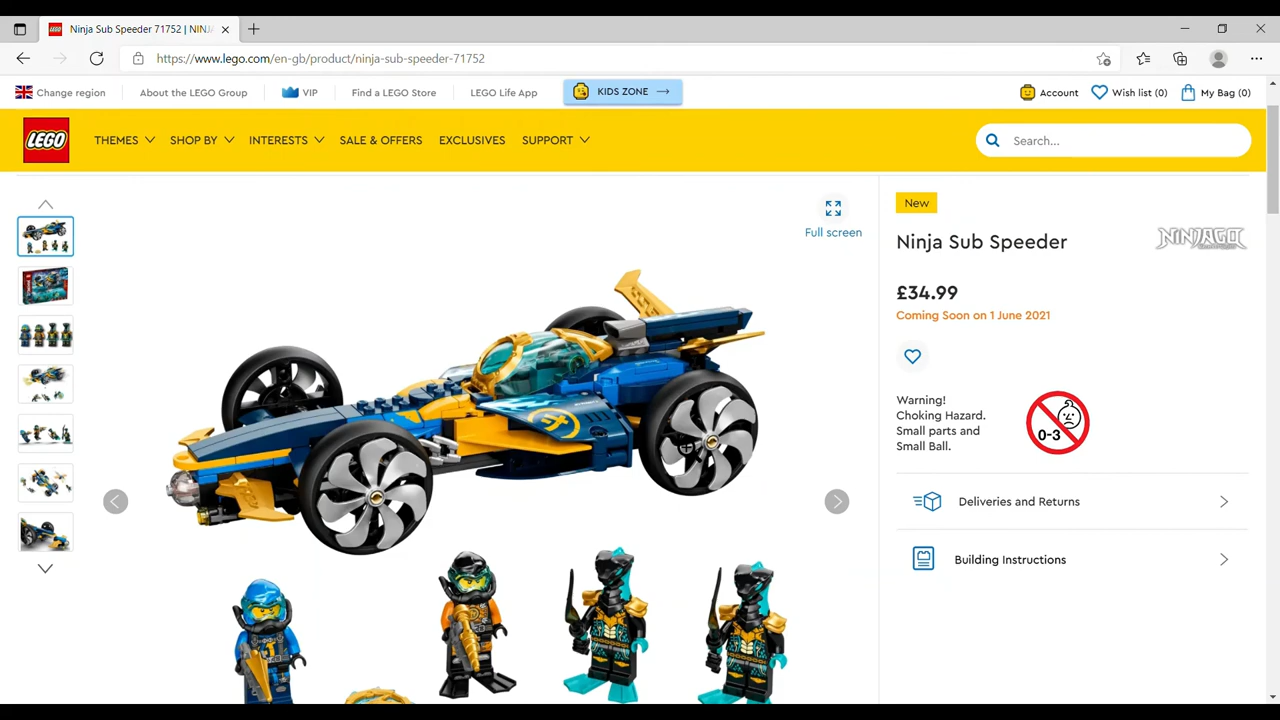 Ninja Sub Speeder 71752 | NINJA
https://www.lego.com/en-gb/product/ninja-sub-speeder-71752
Change region
About the LEGO Group
VIP
Find a LEGO Store
LEGO Life App
KIDS ZONE
Account
Wish list (0)
My Bag (0)
LEGO
THEMES
SHOP BY
INTERESTS
SALE & OFFERS
EXCLUSIVES
SUPPORT
Search...
Full screen
New
Ninja Sub Speeder
NINJAGO
£34.99
Coming Soon on 1 June 2021
Warning!
Choking Hazard.
Small parts and
Small Ball.
0-3
Deliveries and Returns
Building Instructions